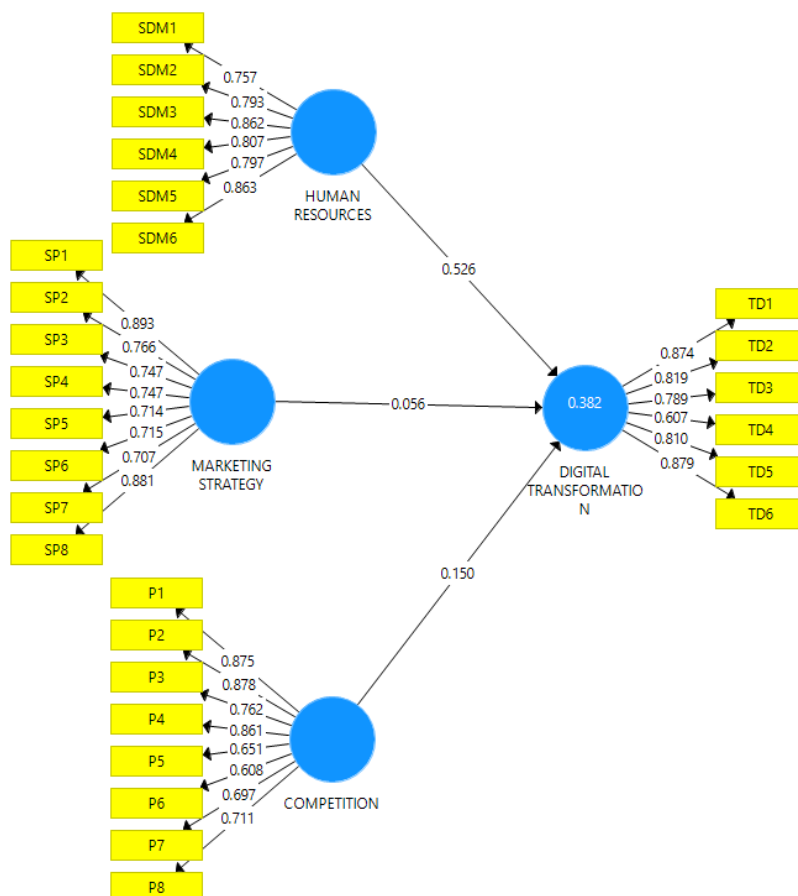 SDM1
SDM2
SDM3
SDM4
SDM5
SDM6
0.757
0.793
0.862
0.807
0.797
0.863
HUMAN
RESOURCES
0.526
SP1
SP2
SP3
SP4
SP5
SP6
SP7
SP8
0.893
0.766
0.747
0.747
0.714
0.715
0.707
0.881
MARKETING
STRATEGY
0.056
0.382
DIGITAL
TRANSFORMATIO
N
0.874
0.819
0.789
0.607
0.810
0.879
TD1
TD2
TD3
TD4
TD5
TD6
0.150
P1
P2
P3
P4
P5
P6
P7
P8
0.875
0.878
0.762
0.861
0.651
0.608
0.697
0.711
COMPETITION